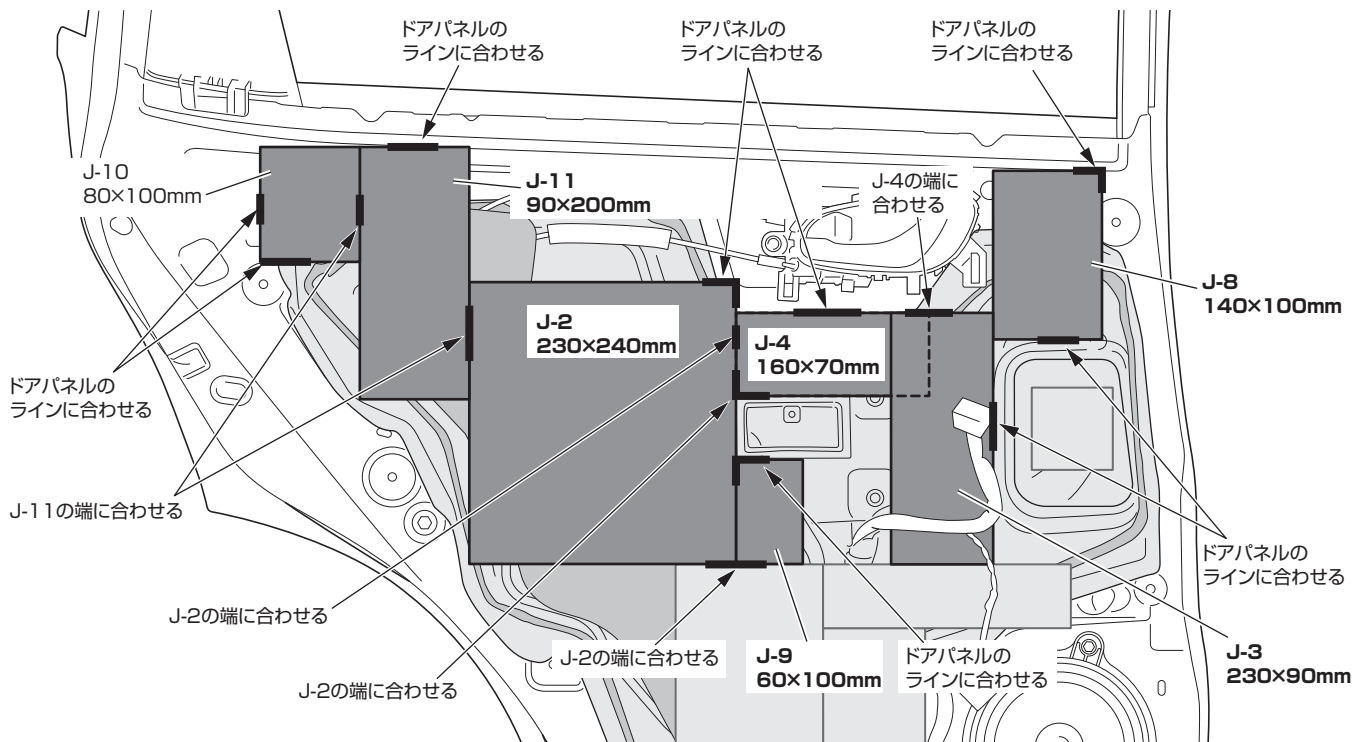 ドアパネルの
ラインに合わせる
ドアパネルの
ラインに合わせる
ドアパネルの
ラインに合わせる
J-10
80×100mm
J-11
90×200mm
J-4の端に
合わせる
J-8
140×100mm
J-2
230×240mm
J-4
160×70mm
ドアパネルの
ラインに合わせる
J-11の端に合わせる
ドアパネルの
ラインに合わせる
J-2の端に合わせる
J-2の端に合わせる
J-2の端に合わせる
J-9
60×100mm
ドアパネルの
ラインに合わせる
J-3
230×90mm